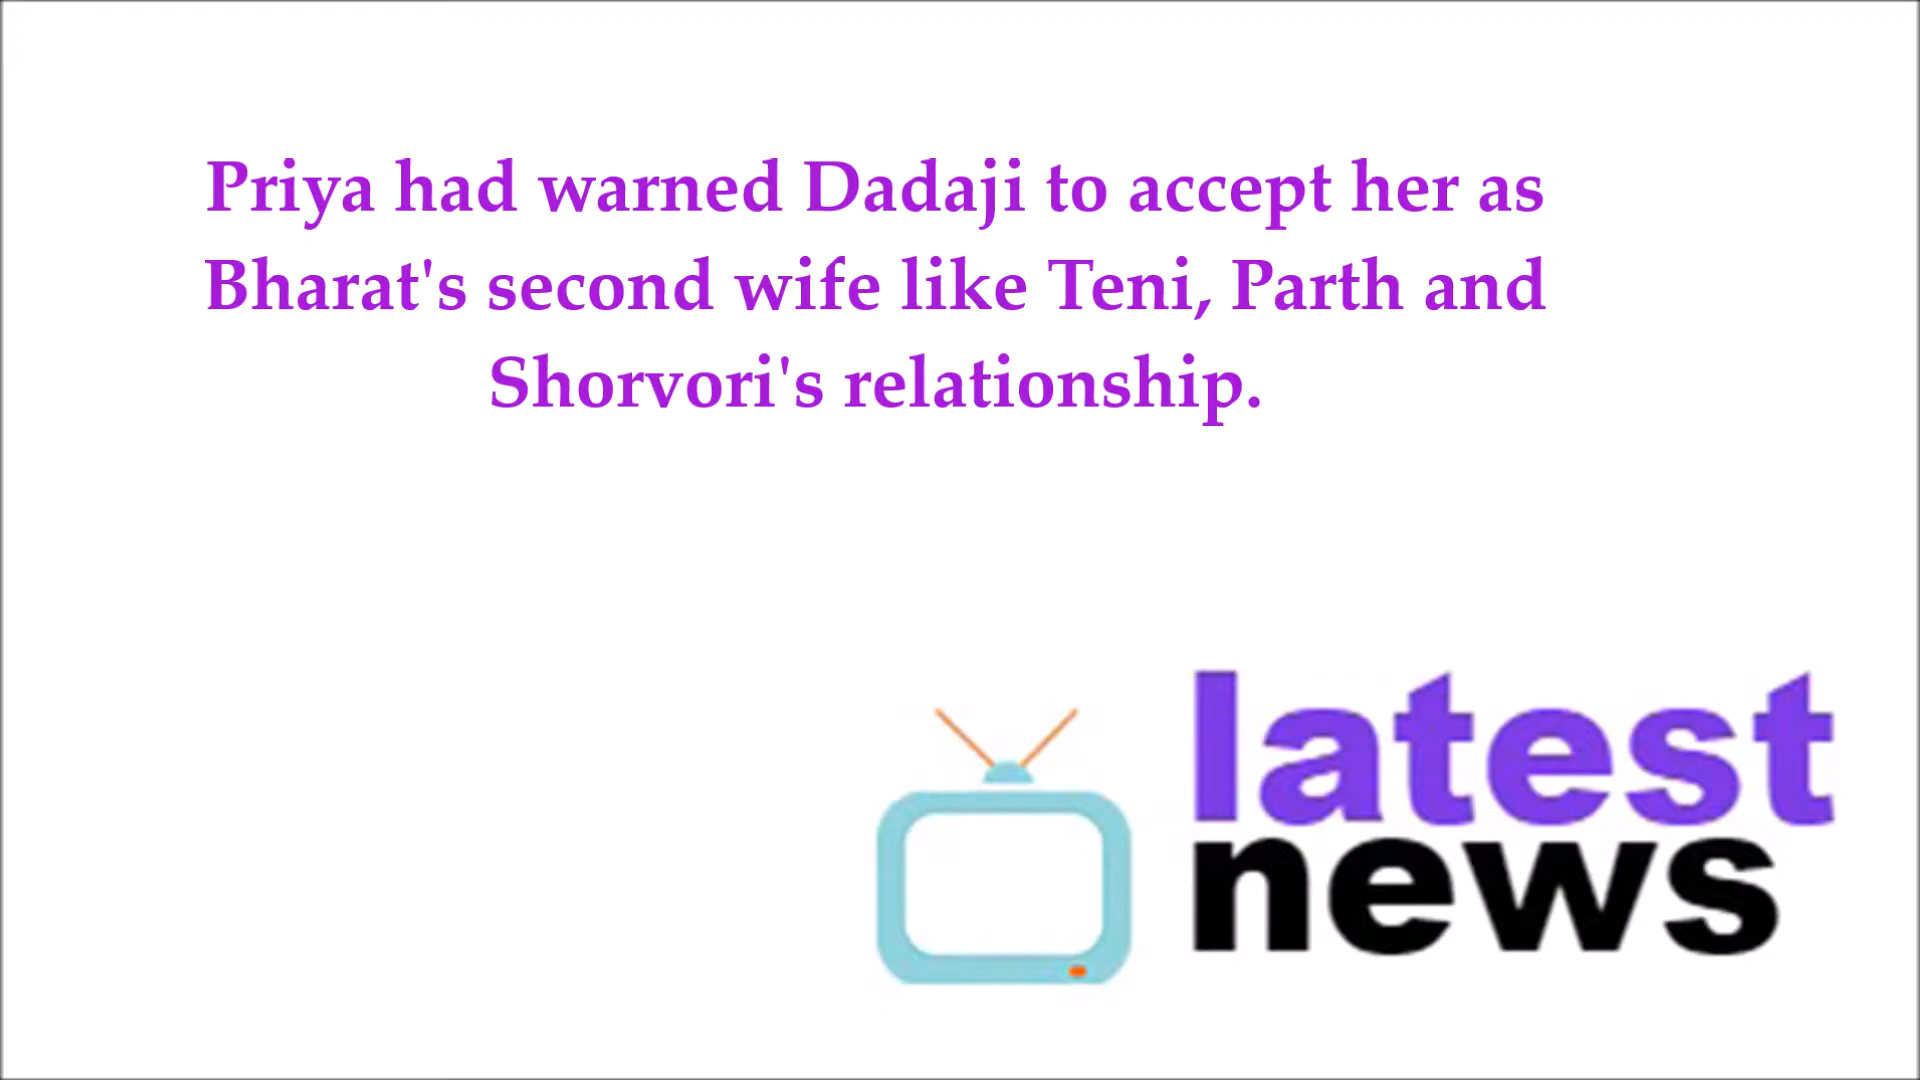 Priya had warned Dadaji to accept her as
Bharat's second wife like Teni, Parth and
Shorvori's relationship.
latest
news